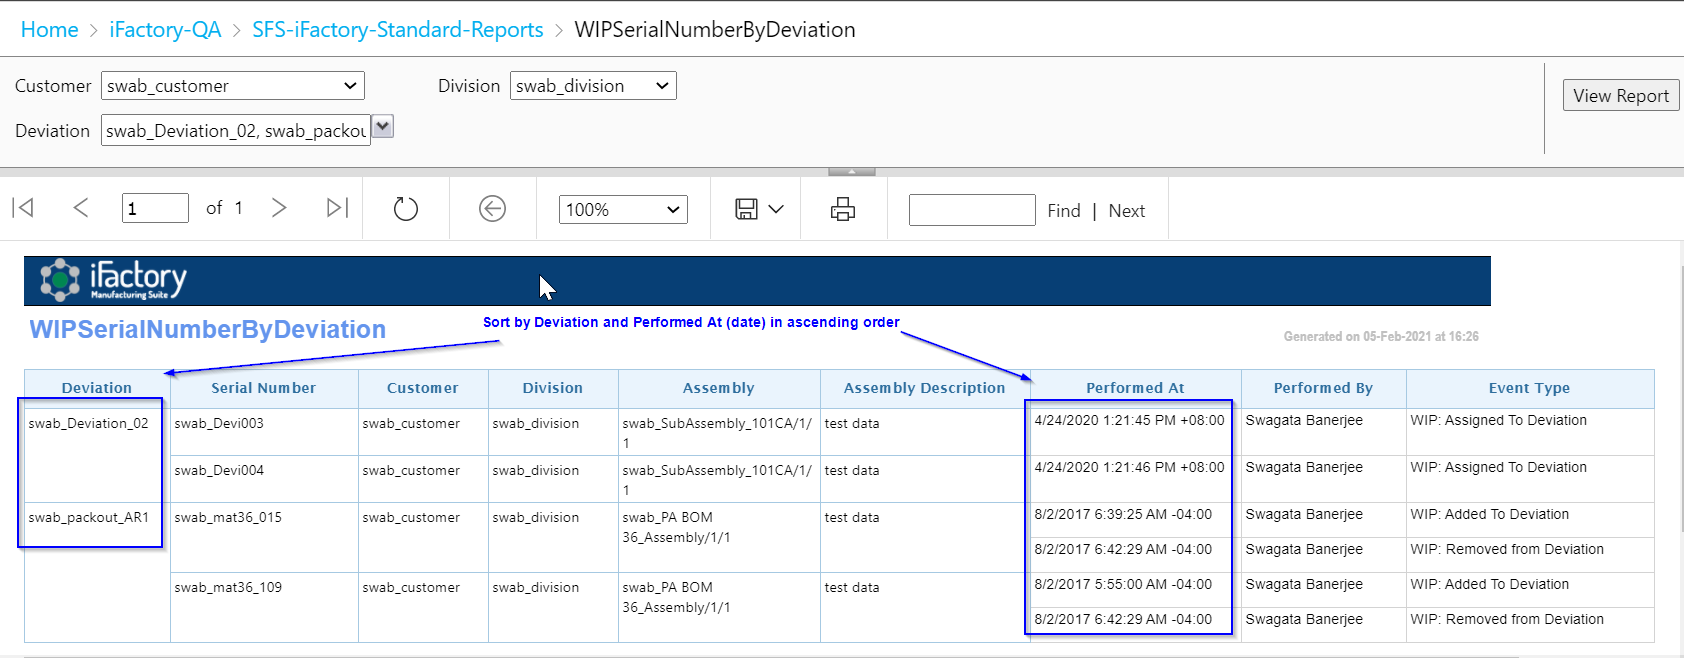 Home > iFactory-QA > SFS-iFactory-Standard-Reports > WIPSerialNumberByDeviation
Customer swab_customer Division swab_division View Report
Deviation swab_Deviation_02, swab_packou
1 of 1 100% Find | Next
iFactory
Manufacturing Suite
WIPSerialNumberByDeviation Sort by Deviation and Performed At (date) in ascending order Generated on 05-Feb-2021 at 16:26
Deviation Serial Number Customer Division Assembly Assembly Description Performed At Performed By Event Type
swab_Deviation_02 swab_Devi003 swab_customer swab_division swab_SubAssembly_101CA/1/ test data 4/24/2020 1:21:45 PM +08:00 Swagata Banerjee WIP: Assigned To Deviation
1
swab_Devi004 swab_customer swab_division swab_SubAssembly_101CA/1/ test data 4/24/2020 1:21:46 PM +08:00 Swagata Banerjee WIP: Assigned To Deviation
1
swab_packout_AR1 swab_mat36_015 swab_customer swab_division swab_PA BOM test data 8/2/2017 6:39:25 AM -04:00 Swagata Banerjee WIP: Added To Deviation
36_Assembly/1/1
8/2/2017 6:42:29 AM -04:00 Swagata Banerjee WIP: Removed from Deviation
swab_mat36_109 swab_customer swab_division swab_PA BOM test data 8/2/2017 5:55:00 AM -04:00 Swagata Banerjee WIP: Added To Deviation
36_Assembly/1/1
8/2/2017 6:42:29 AM -04:00 Swagata Banerjee WIP: Removed from Deviation